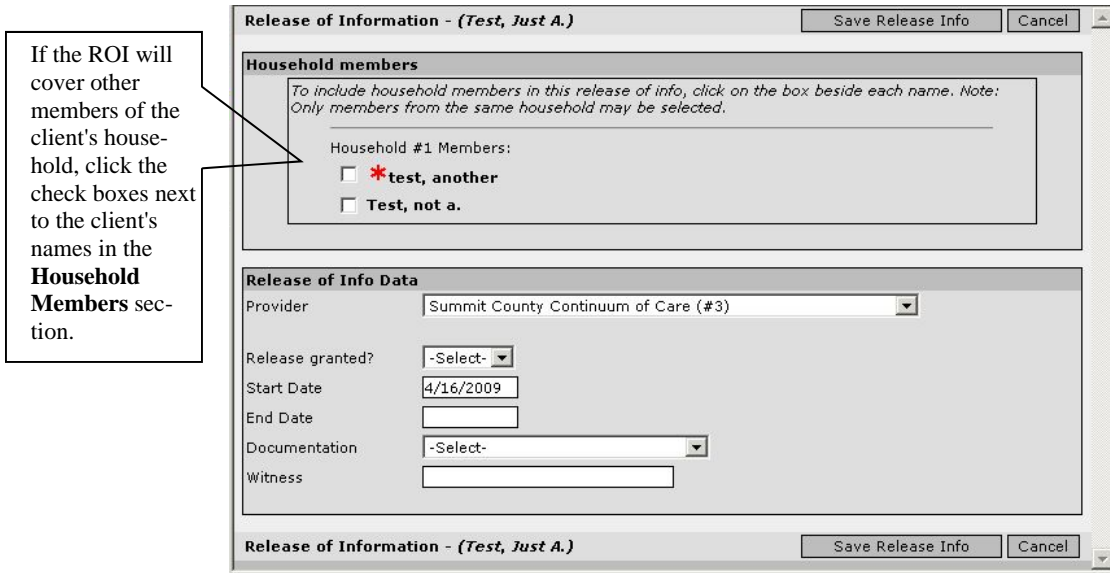 If the ROI will
cover other
members of the
client's house-
hold, click the
check boxes next
to the client's
names in the
Household
Members sec-
tion.
Release of Information - (Test, Just A.) Save Release Info Cancel
Household members
To include household members in this release of info, click on the box beside each name. Note:
Only members from the same household may be selected.
Household #1 Members:
*test, another
Test, not a.
Release of Info Data
Provider Summit County Continuum of Care (#3)
Release granted? -Select-
Start Date 4/16/2009
End Date
Documentation -Select-
Witness
Release of Information - (Test, Just A.) Save Release Info Cancel